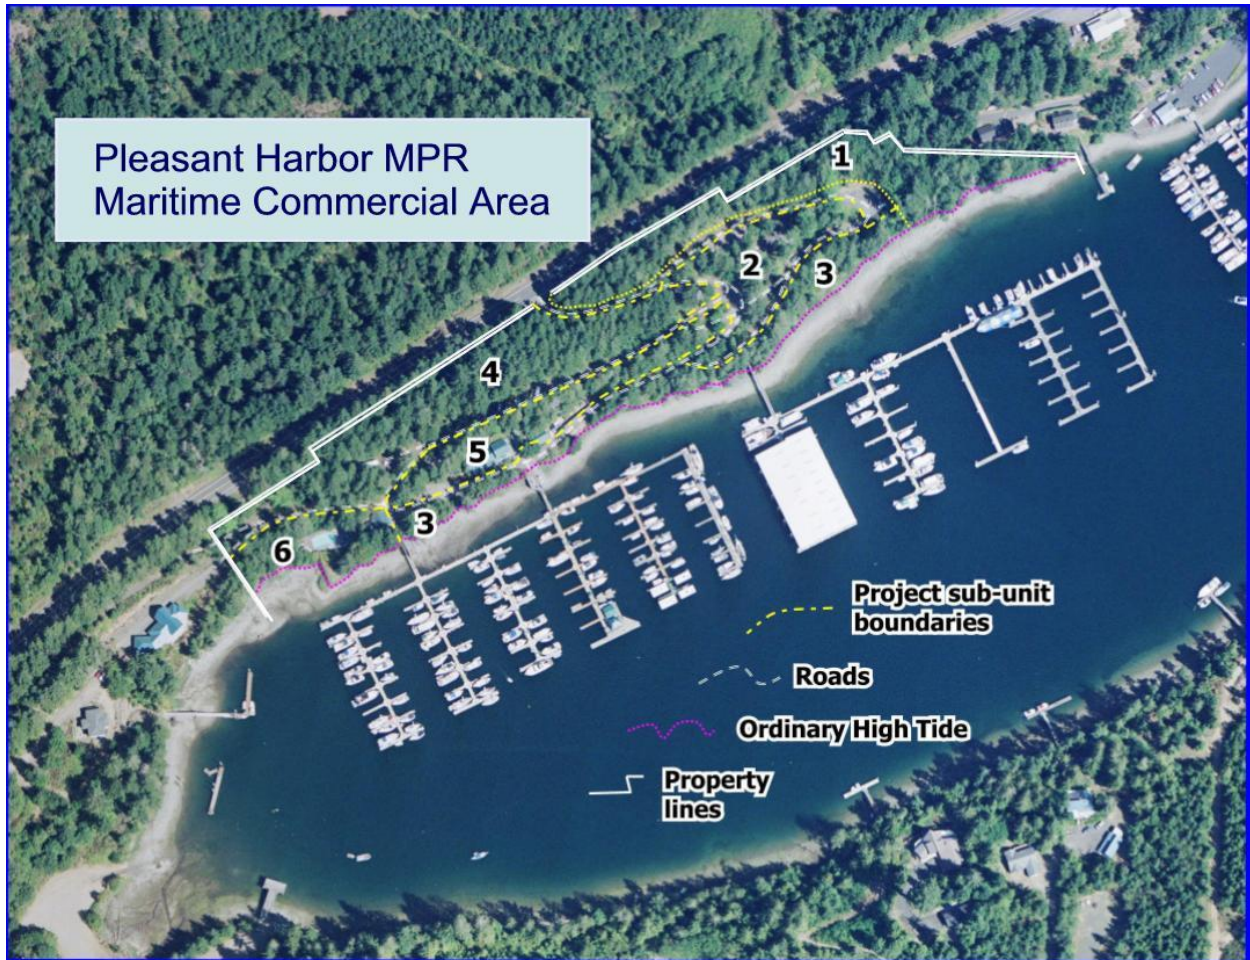 Pleasant Harbor MPR
Maritime Commercial Area
1
2
3
4
5
3
6
Project sub-unit
boundaries
Roads
Ordinary High Tide
Property
lines